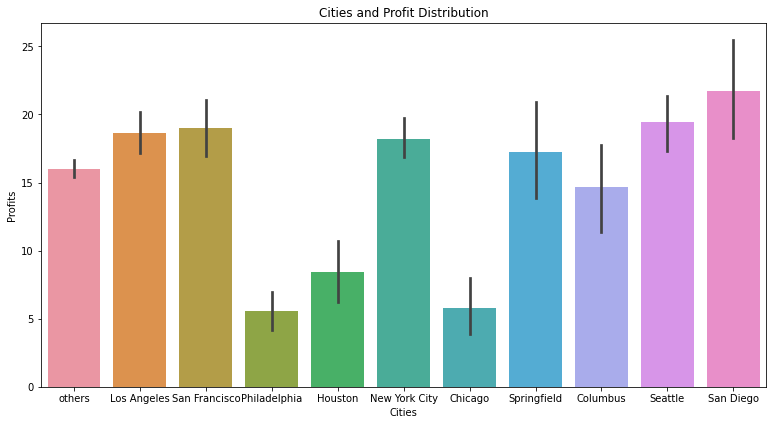 Cities and Profit Distribution
25
20
15
10
5
0
Profits
others Los Angeles San Francisco Philadelphia Houston New York City Chicago Springfield Columbus Seattle San Diego
Cities